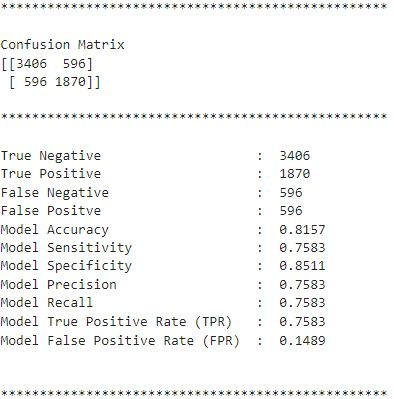 **************************************************
Confusion Matrix
[[3406  596]
 [ 596 1870]]
**************************************************
True Negative                    :  3406
True Positive                    :  1870
False Negative                   :  596
False Positve                    :  596
Model Accuracy                   :  0.8157
Model Sensitivity                :  0.7583
Model Specificity                :  0.8511
Model Precision                  :  0.7583
Model Recall                     :  0.7583
Model True Positive Rate (TPR)   :  0.7583
Model False Positive Rate (FPR)  :  0.1489
**************************************************